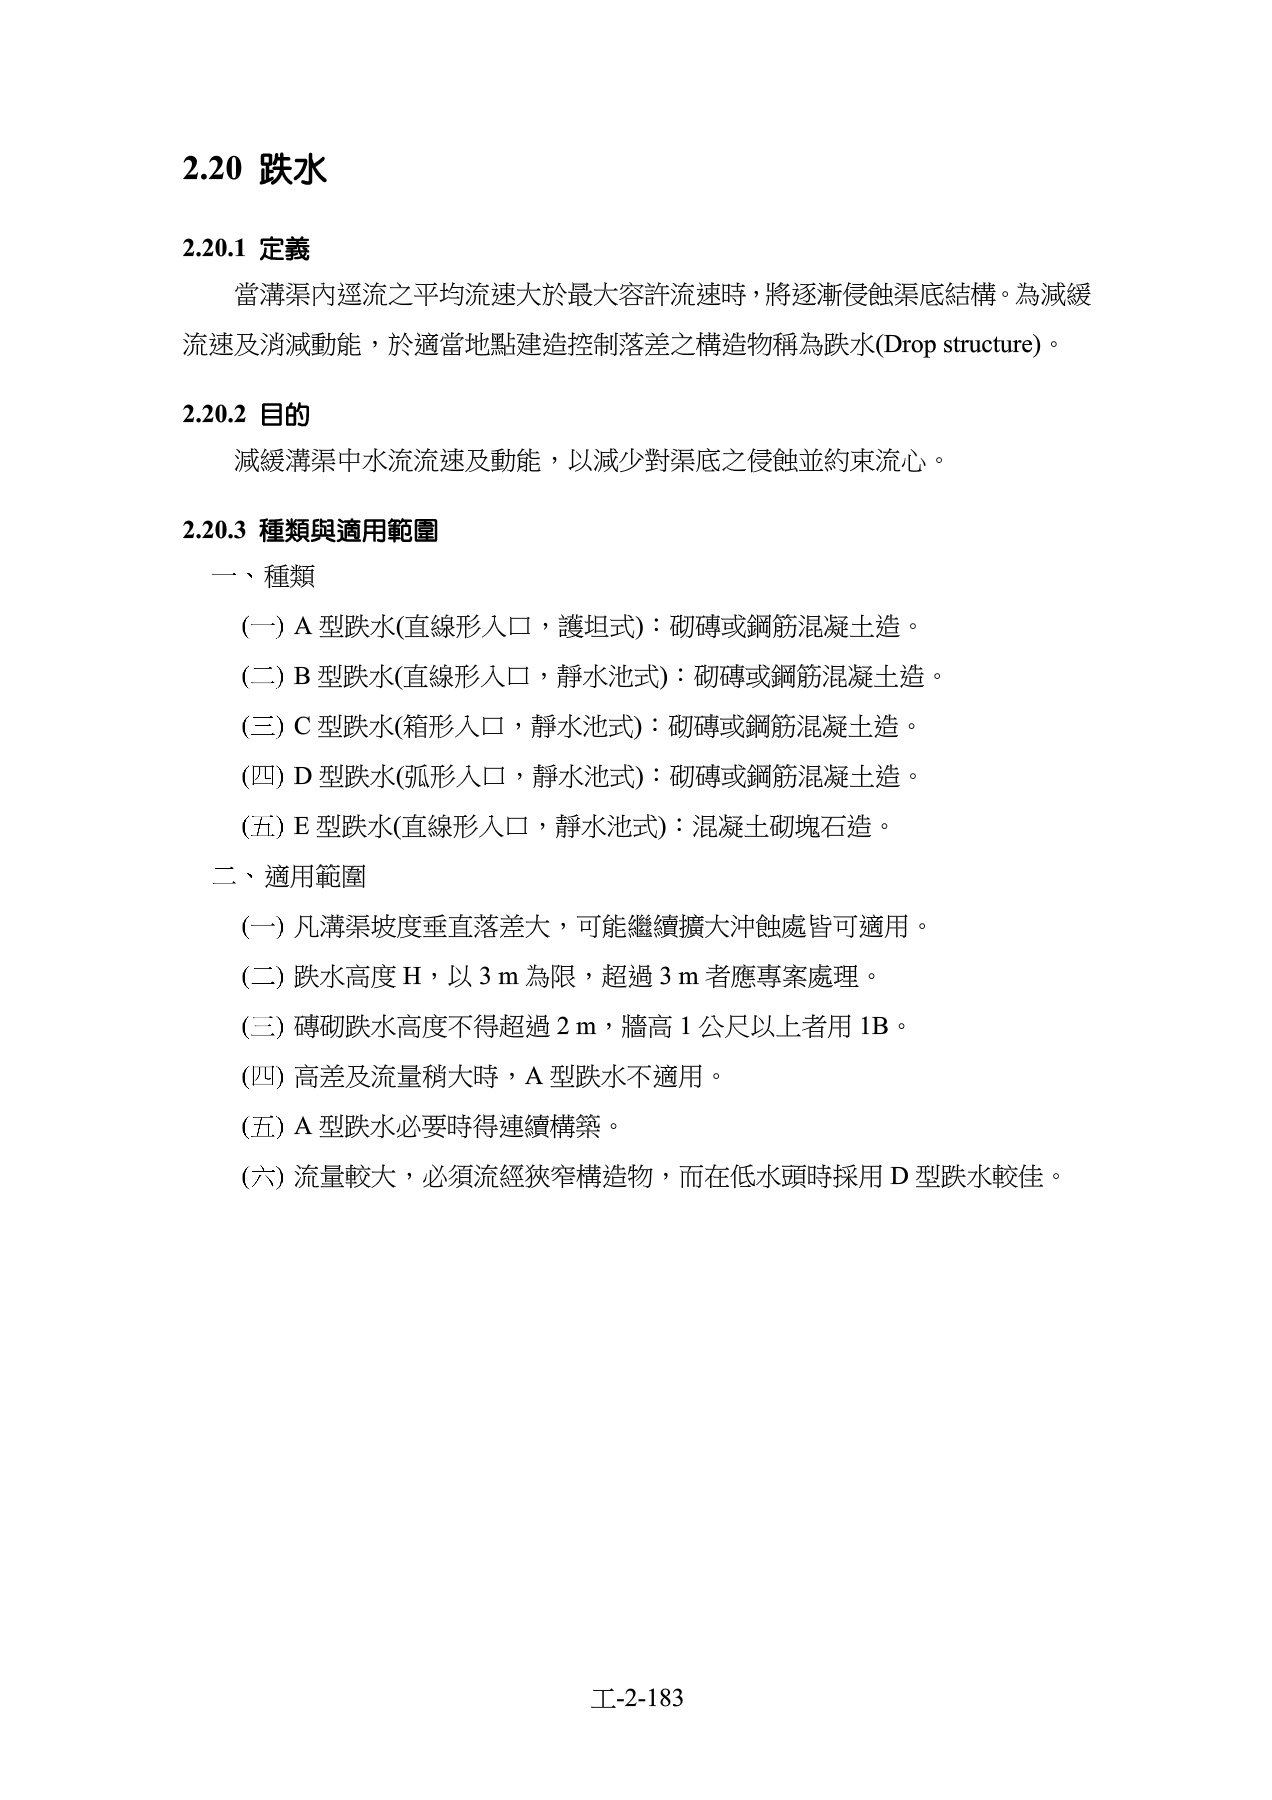 2.20 跌水
2.20.1 定義
當溝渠內逕流之平均流速大於最大容許流速時，將逐漸侵蝕渠底結構。為減緩
流速及消減動能，於適當地點建造控制落差之構造物稱為跌水(Drop structure)。
2.20.2 目的
減緩溝渠中水流流速及動能，以減少對渠底之侵蝕並約束流心。
2.20.3 種類與適用範圍
一、種類
(一) A 型跌水(直線形入口，護坦式)：砌磚或鋼筋混凝土造。
(二) B 型跌水(直線形入口，靜水池式)：砌磚或鋼筋混凝土造。
(三) C 型跌水(箱形入口，靜水池式)：砌磚或鋼筋混凝土造。
(四) D 型跌水(弧形入口，靜水池式)：砌磚或鋼筋混凝土造。
(五) E 型跌水(直線形入口，靜水池式)：混凝土砌塊石造。
二、適用範圍
(一) 凡溝渠坡度垂直落差大，可能繼續擴大沖蝕處皆可適用。
(二) 跌水高度 H，以 3 m 為限，超過 3 m 者應專案處理。
(三) 磚砌跌水高度不得超過 2 m，牆高 1 公尺以上者用 1B。
(四) 高差及流量稍大時，A 型跌水不適用。
(五) A 型跌水必要時得連續構築。
(六) 流量較大，必須流經狹窄構造物，而在低水頭時採用 D 型跌水較佳。
工-2-183